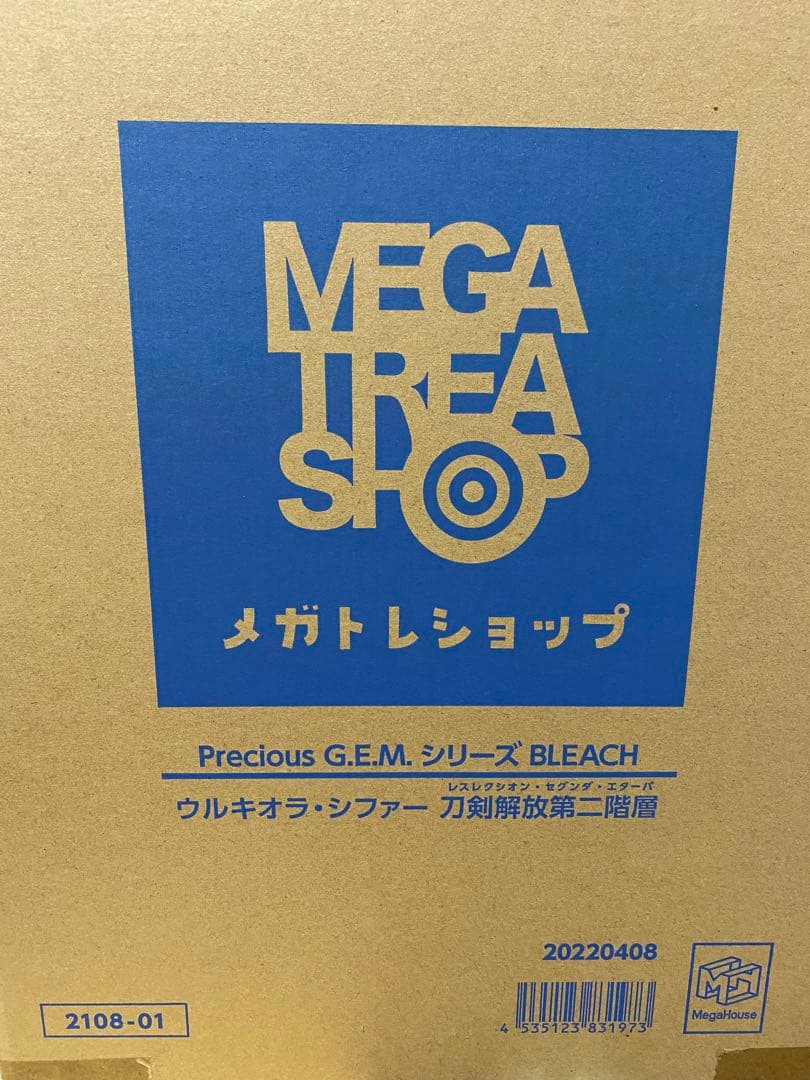 MEGA
TREA
SHOP
メガトレショップ
Precious G.E.M. シリーズ BLEACH
レスレクシオン・セグンダ・エターパ
ウルキオラ・シファー 刀剣解放第二階層
20220408
4 535123 831973
MegaHouse
2108-01